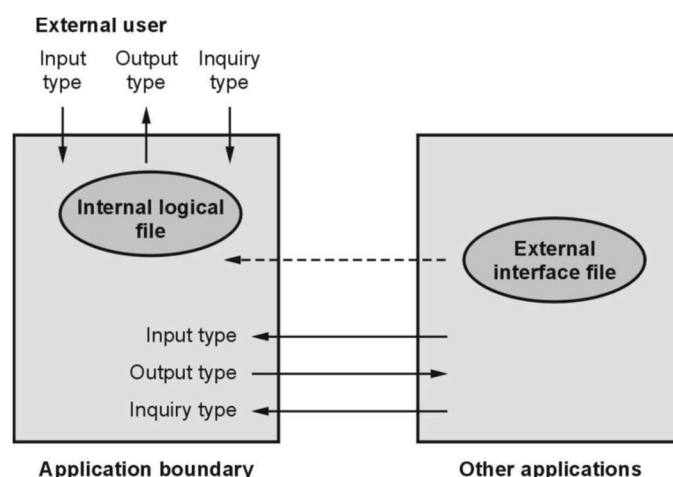 External user
Input Output Inquiry
type type type
Internal logical
file
External
interface file
Input type
Output type
Inquiry type
Application boundary
Other applications